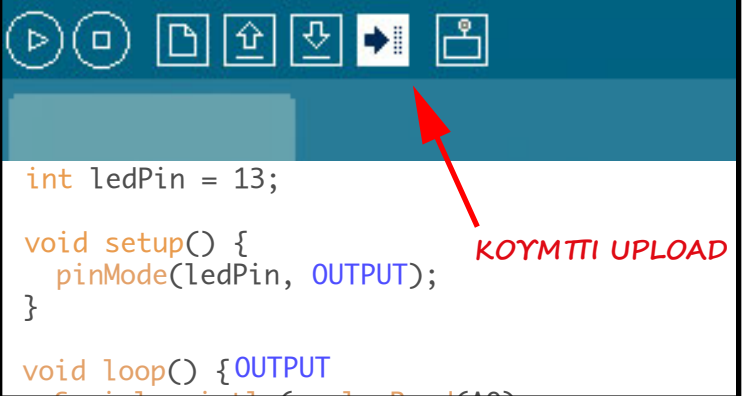 int ledPin = 13;
ΚΟΥΜΠΙ UPLOAD
void setup() {
pinMode(ledPin, OUTPUT);
}
void loop() {OUTPUT